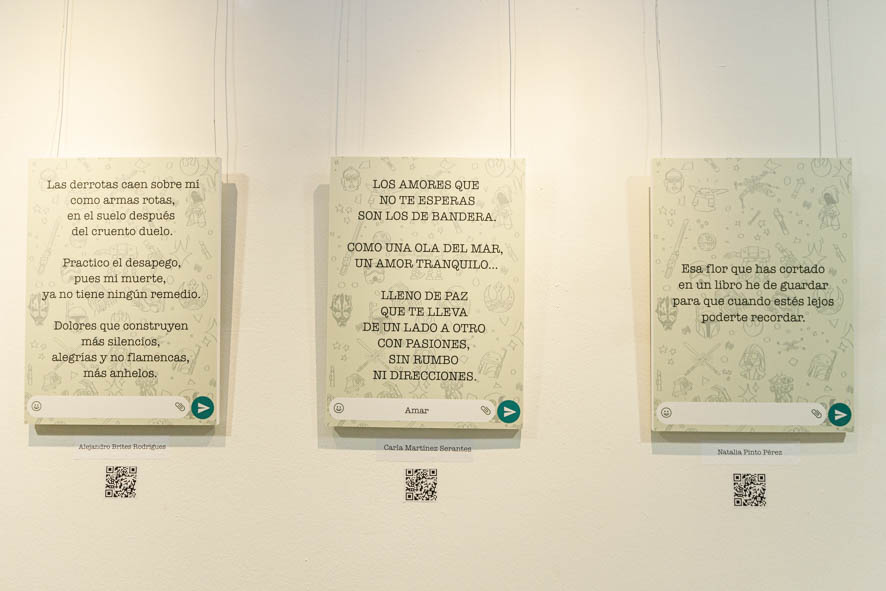 Las derrotas caen sobre mí
como armas rotas,
en el suelo después
del cruento duelo.
Practico el desapego,
pues mi muerte,
ya no tiene ningún remedio.
Dolores que construyen
más silencios,
alegrías y no flamencas,
más anhelos.
Alejandro Brites Rodrigues
LOS AMORES QUE
NO TE ESPERAS
SON LOS DE BANDERA.
COMO UNA OLA DEL MAR,
UN AMOR TRANQUILO...
LLENO DE PAZ
QUE TE LLEVA
DE UN LADO A OTRO
CON PASIONES,
SIN RUMBO
NI DIRECCIONES.
Amar
Carla Martínez Serantes
Esa flor que has cortado
en un libro he de guardar
para que cuando estés lejos
poderte recordar.
Natalia Pinto Pérez